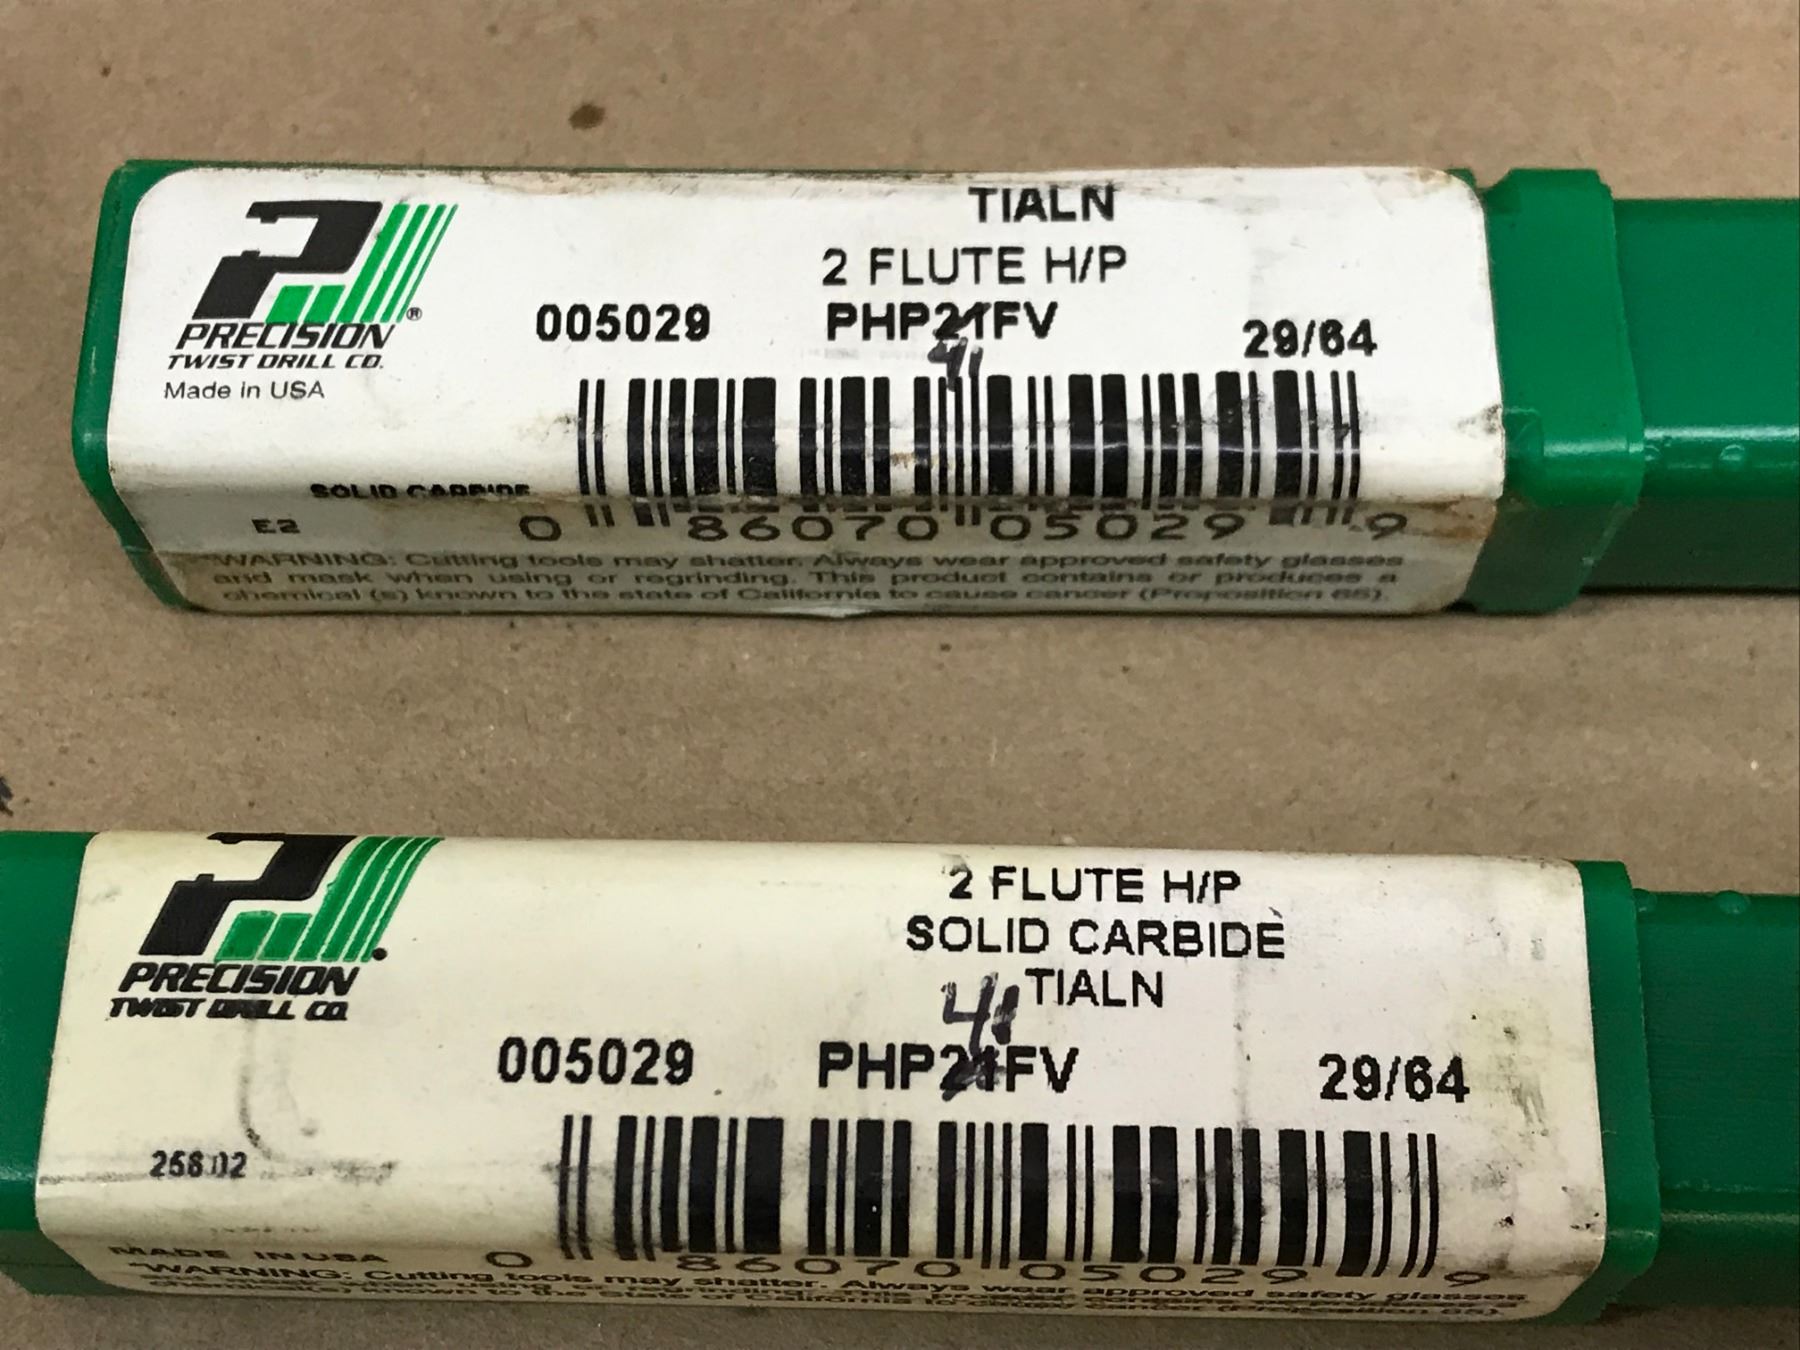 TIALN
2 FLUTE H/P
005029 PHP21FV 29/64
41
PRECISION®
TWIST DRILL CO.
Made in USA
SOLID CARBIDE
E2
0 86070 05029 9
WARNING: Cutting tools may shatter. Always wear approved safety glasses
and mask when using or regrinding. This product contains or produces a
chemical (s) known to the state of California to cause cancer (Proposition 65).
2 FLUTE H/P
SOLID CARBIDE
TIALN
41
PRECISION
TWIST DRILL CO.
005029 PHP21FV 29/64
MADE IN USA
0 86070 05029 9
WARNING: Cutting tools may shatter. Always wear approved safety glasses